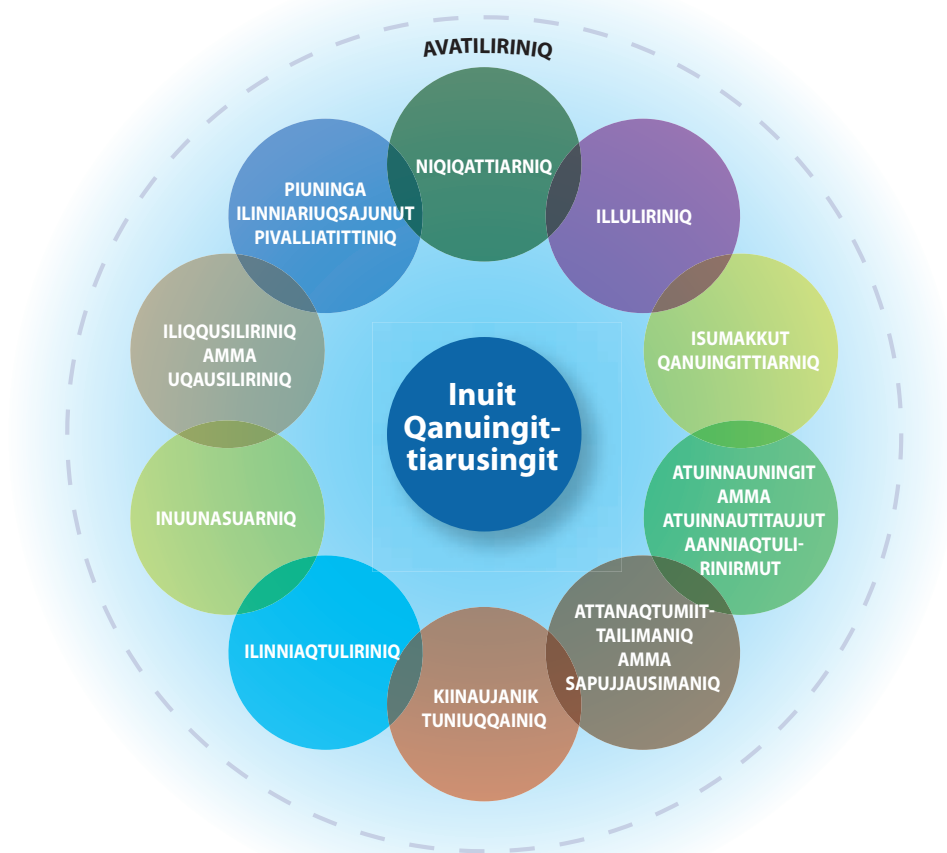 AVATILIRINIQ
NIQIQATTIARNIQ
ILLULIRINIQ
ISUMAKKUT
QANUINGITTIARNIQ
ATUINNAUNINGIT
AMMA
ATUINNAUTITAUJUT
AANNIAQTULI-
RINIRMUT
ATTANAQTUMIIT-
TAILIMANIQ
AMMA
SAPUJJAUSIMANIQ
KIINAUJANIK
TUNIUQQAINIQ
ILINNIAQTULIRINIQ
INUUNASUARNIQ
ILIQQUSILIRINIQ
AMMA
UQAUSILIRINIQ
PIUNINGA
ILINNIARIUQSAJUNUT
PIVALLIATITTINIQ
Inuit
Qanuingit-
tiarusingit